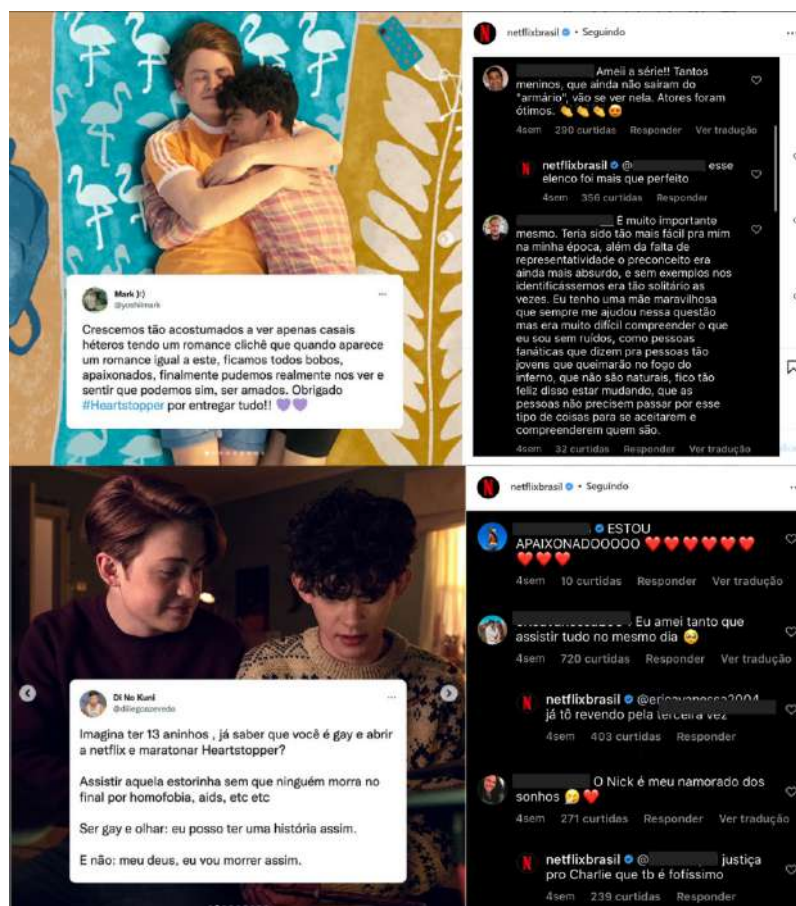 netflixbrasil • Seguindo
Ameii a série!! Tantos
meninos, que ainda não saíram do
"armário", vão se ver nela. Atores foram
ótimos. 👏👏👏😍
4sem 290 curtidas Responder Ver tradução
netflixbrasil @ esse
elenco foi mais que perfeito
4sem 356 curtidas Responder
E muito importante
mesmo. Teria sido tão mais fácil pra mim
na minha época, além da falta de
representatividade o preconceito era
ainda mais absurdo, e sem exemplos nos
identificássemos era tão solitário as
vezes. Eu tenho uma mãe maravilhosa
que sempre me ajudou nessa questão
mas era muito difícil compreender o que
eu sou sem ruídos, como pessoas
fanáticas que dizem pra pessoas tão
jovens que queimarão no fogo do
inferno, que não são naturais, fico tão
feliz disso estar mudando, que as
pessoas não precisem passar por esse
tipo de coisas para se aceitarem e
compreenderem quem são.
4sem 32 curtidas Responder Ver tradução
Mark
@yoshiimark
Crescemos tão acostumados a ver apenas casais
héteros tendo um romance clichê que quando aparece
um romance igual a este, ficamos todos bobos,
apaixonados, finalmente pudemos realmente nos ver e
sentir que podemos sim, ser amados. Obrigado
#Heartstopper por entregar tudo!! 💜💜
netflixbrasil • Seguindo
ESTOU
APAIXONADOOOOO ❤️❤️❤️❤️❤️❤️
❤️❤️❤️
4sem 10 curtidas Responder Ver tradução
Eu amei tanto que
assistir tudo no mesmo dia 🥺
4sem 720 curtidas Responder Ver tradução
netflixbrasil @ericavanessa2004
já tô revendo pela terceira vez
4sem 403 curtidas Responder
O Nick é meu namorado dos
sonhos 🥲❤️
4sem 271 curtidas Responder Ver tradução
netflixbrasil @ justiça
pro Charlie que tb é fofíssimo
4sem 239 curtidas Responder
Di No Kuni
Imagina ter 13 aninhos , já saber que você é gay e abrir
a netflix e maratonar Heartstopper?
Assistir aquela estorinha sem que ninguém morra no
final por homofobia, aids, etc etc
Ser gay e olhar: eu posso ter uma história assim.
E não: meu deus, eu vou morrer assim.